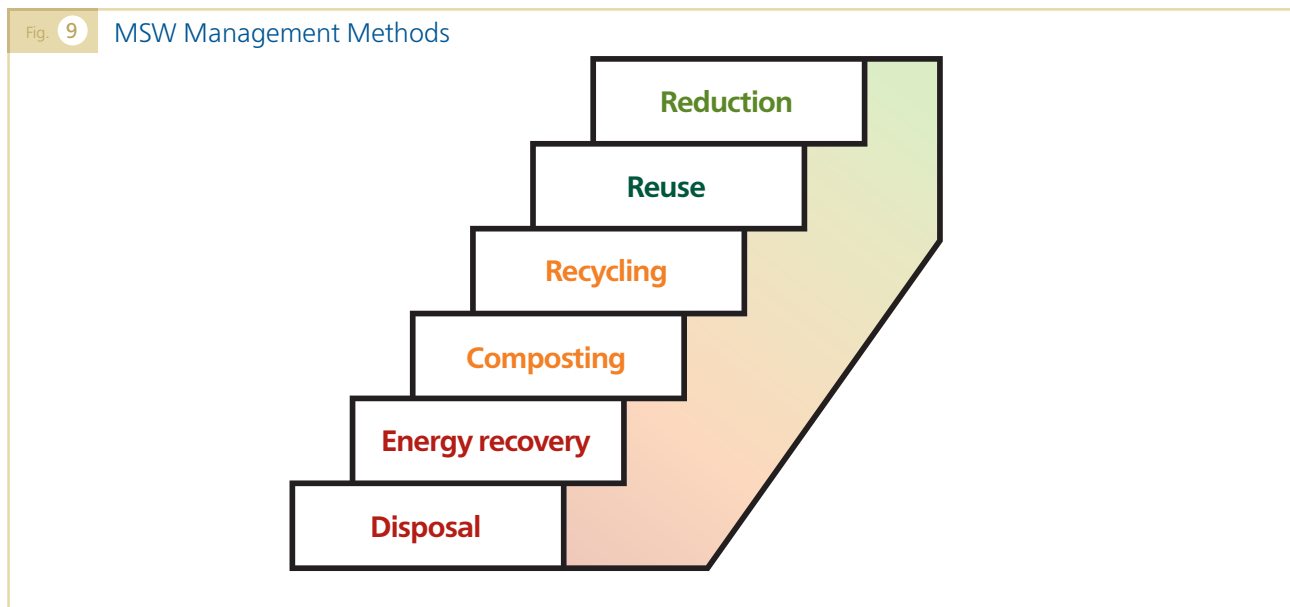 Fig. 9 MSW Management Methods
Reduction
Reuse
Recycling
Composting
Energy recovery
Disposal